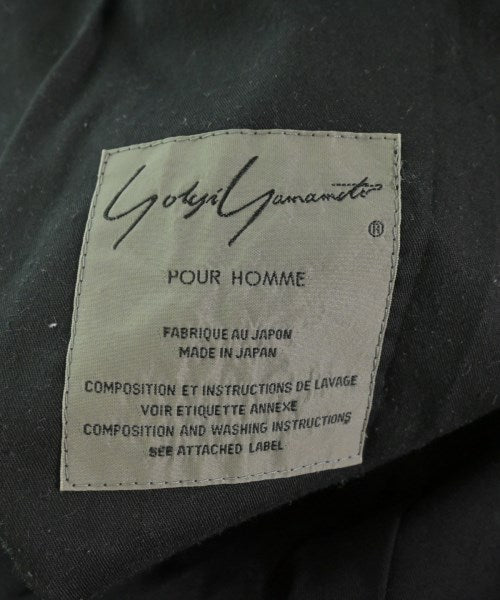 Yohji Yamamoto
®
POUR HOMME
FABRIQUE AU JAPON
MADE IN JAPAN
COMPOSITION ET INSTRUCTIONS DE LAVAGE
VOIR ETIQUETTE ANNEXE
COMPOSITION AND WASHING INSTRUCTIONS
SEE ATTACHED LABEL